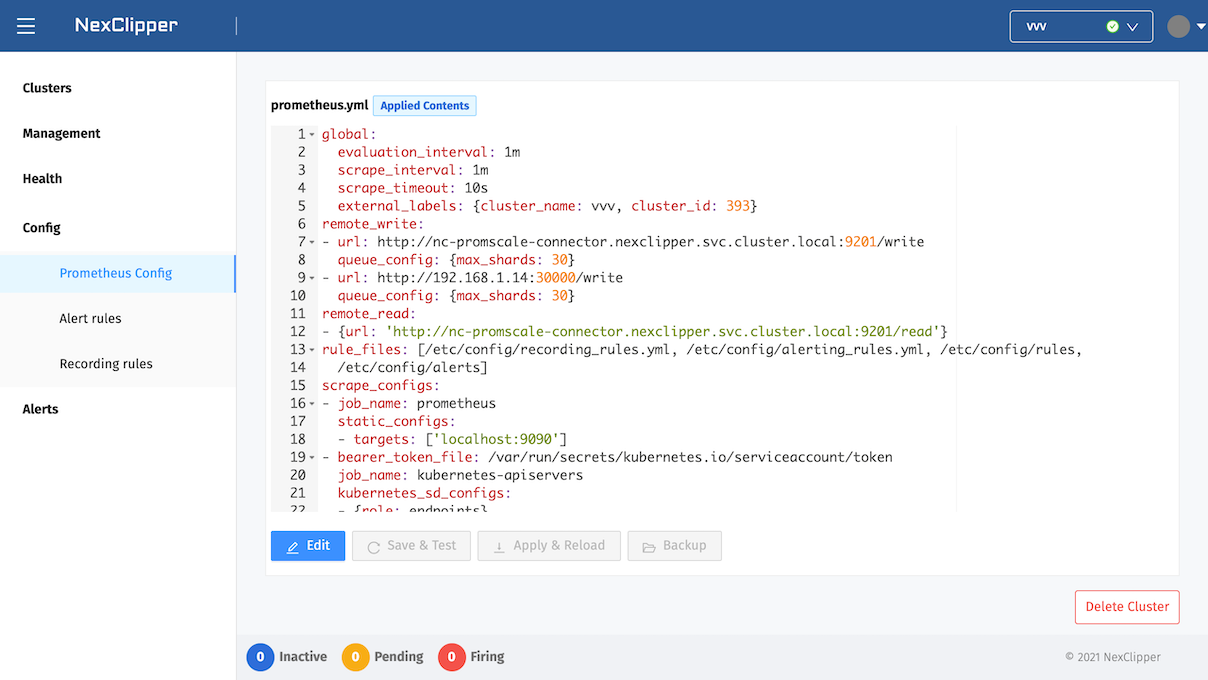 NexClipper
vvv
Clusters
Management
Health
Config
Prometheus Config
Alert rules
Recording rules
Alerts
prometheus.yml Applied Contents
1 global:
2 evaluation_interval: 1m
3 scrape_interval: 1m
4 scrape_timeout: 10s
5 external_labels: {cluster_name: vvv, cluster_id: 393}
6 remote_write:
7 - url: http://nc-promscale-connector.nexclipper.svc.cluster.local:9201/write
8 queue_config: {max_shards: 30}
9 - url: http://192.168.1.14:30000/write
10 queue_config: {max_shards: 30}
11 remote_read:
12 - {url: 'http://nc-promscale-connector.nexclipper.svc.cluster.local:9201/read'}
13 rule_files: [/etc/config/recording_rules.yml, /etc/config/alerting_rules.yml, /etc/config/rules,
14 /etc/config/alerts]
15 scrape_configs:
16 - job_name: prometheus
17 static_configs:
18 - targets: ['localhost:9090']
19 - bearer_token_file: /var/run/secrets/kubernetes.io/serviceaccount/token
20 job_name: kubernetes-apiservers
21 kubernetes_sd_configs:
22 - {role: endpoints}
Edit Save & Test Apply & Reload Backup
Delete Cluster
0 Inactive 0 Pending 0 Firing
© 2021 NexClipper